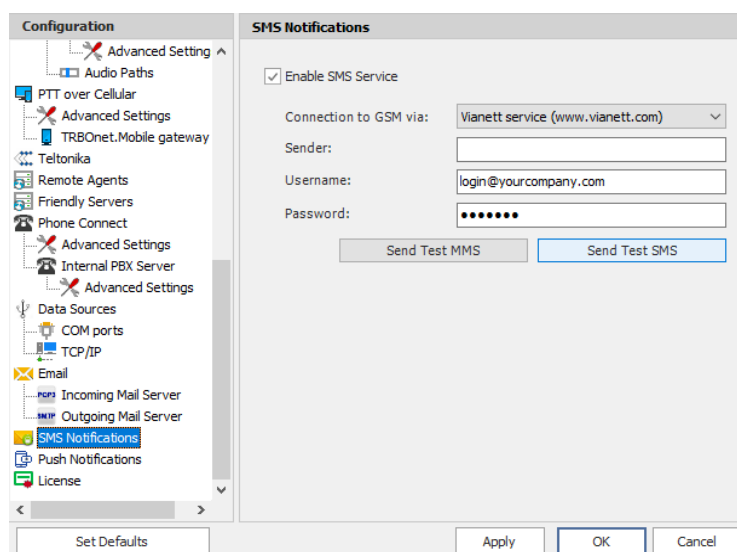 Configuration
Advanced Setting
Audio Paths
PTT over Cellular
Advanced Settings
TRBOnet.Mobile gateway
Teltonika
Remote Agents
Friendly Servers
Phone Connect
Advanced Settings
Internal PBX Server
Advanced Settings
Data Sources
COM ports
TCP/IP
Email
POP3 Incoming Mail Server
SMTP Outgoing Mail Server
SMS Notifications
Push Notifications
License
Set Defaults
SMS Notifications
Enable SMS Service
Connection to GSM via: Vianett service (www.vianett.com)
Sender:
Username: login@yourcompany.com
Password: •••••••
Send Test MMS Send Test SMS
Apply OK Cancel